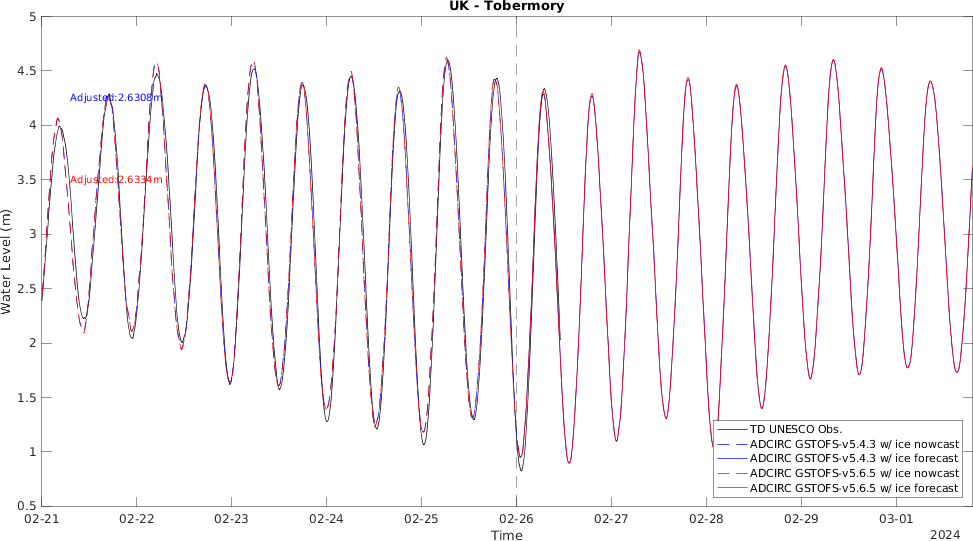 UK - Tobermory
5
4.5
4
3.5
3
2.5
2
1.5
1
0.5
Water Level (m)
Adjusted:2.6308m
Adjusted:2.6334m
TD UNESCO Obs.
ADCIRC GSTOFS-v5.4.3 w/ ice nowcast
ADCIRC GSTOFS-v5.4.3 w/ ice forecast
ADCIRC GSTOFS-v5.6.5 w/ ice nowcast
ADCIRC GSTOFS-v5.6.5 w/ ice forecast
02-21 02-22 02-23 02-24 02-25 02-26 02-27 02-28 02-29 03-01
Time
2024